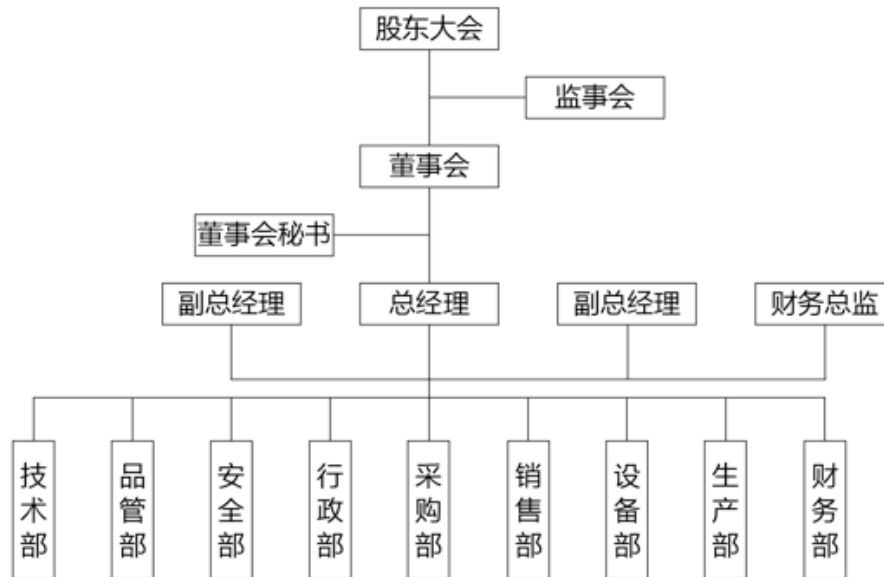 股东大会
监事会
董事会
董事会秘书
副总经理
总经理
副总经理
财务总监
技术部
品管部
安全部
行政部
采购部
销售部
设备部
生产部
财务部